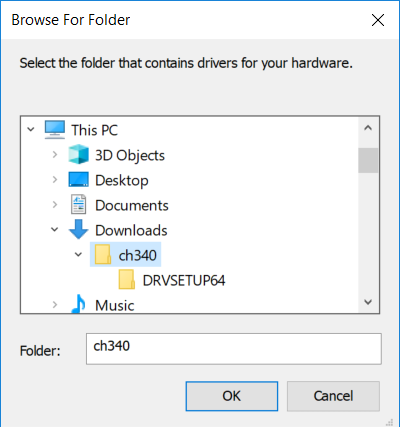 Browse For Folder
Select the folder that contains drivers for your hardware.
This PC
3D Objects
Desktop
Documents
Downloads
ch340
DRVSETUP64
Music
Folder: ch340
OK Cancel